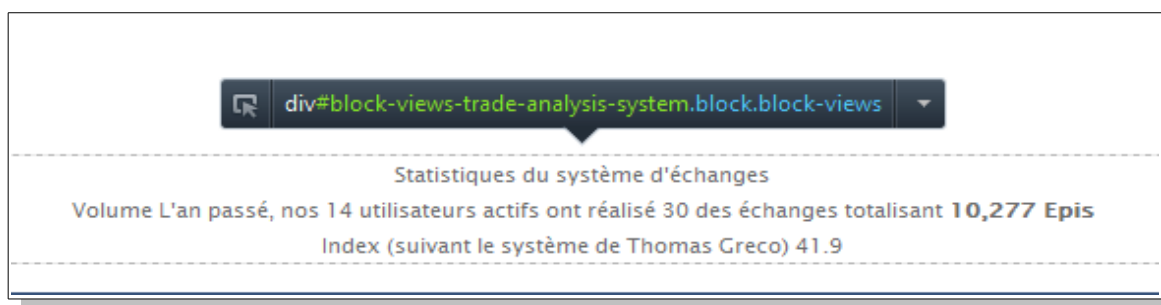 div#block-views-trade-analysis-system.block.block-views
Statistiques du système d'échanges
Volume L'an passé, nos 14 utilisateurs actifs ont réalisé 30 des échanges totalisant 10,277 Epis
Index (suivant le système de Thomas Greco) 41.9